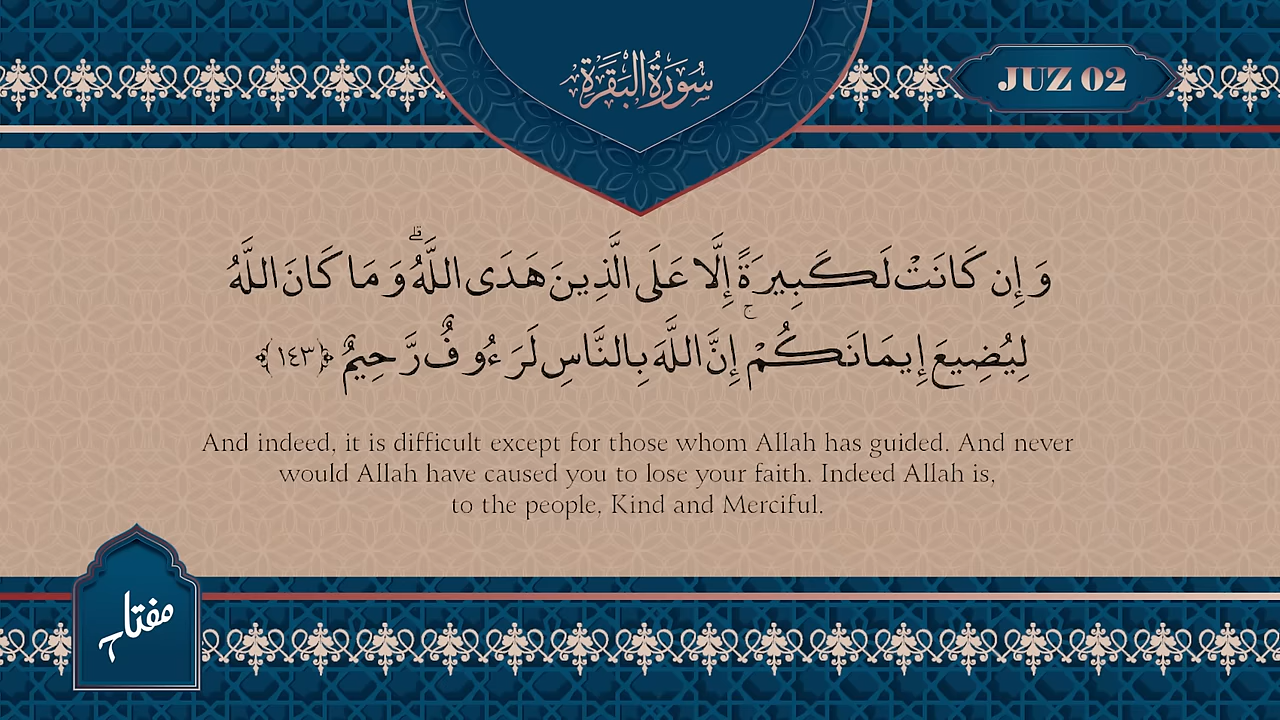 سُورَةُ البَقَرَة
JUZ 02
وَإِن كَانَتْ لَكَبِيرَةً إِلَّا عَلَى الَّذِينَ هَدَى اللَّهُ ۗ وَمَا كَانَ اللَّهُ
لِيُضِيعَ إِيمَانَكُمْ ۚ إِنَّ اللَّهَ بِالنَّاسِ لَرَءُوفٌ رَّحِيمٌ ﴿١٤٣﴾
And indeed, it is difficult except for those whom Allah has guided. And never
would Allah have caused you to lose your faith. Indeed Allah is,
to the people, Kind and Merciful.
مفتاح